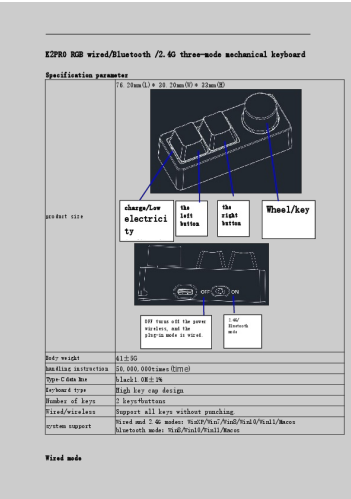 K2PRO RGB wired/Bluetooth /2.4G three-mode mechanical keyboard
Specification parameter
product size
76.20mm(L)* 30.20mm(W)* 23mm(H)
charge/Low electrici ty
the left button
the right button
Wheel/key
OFF
ON
OFF turns off the power wireless, and the plug-in mode is wired.
2.4G/ Bluetooth mode
Body weight
41±5G
handling instruction
50,000,000times(time)
Type-C data line
black1.0M±1%
Keyboard type
High key cap design
Number of keys
2 keys+buttons
Wired/wireless
Support all keys without punching.
system support
Wired and 2.4G modes: WinXP/Win7/Win8/Win10/Win11/Macos
bluetooth mode: Win8/Win10/Win11/Macos
Wired mode